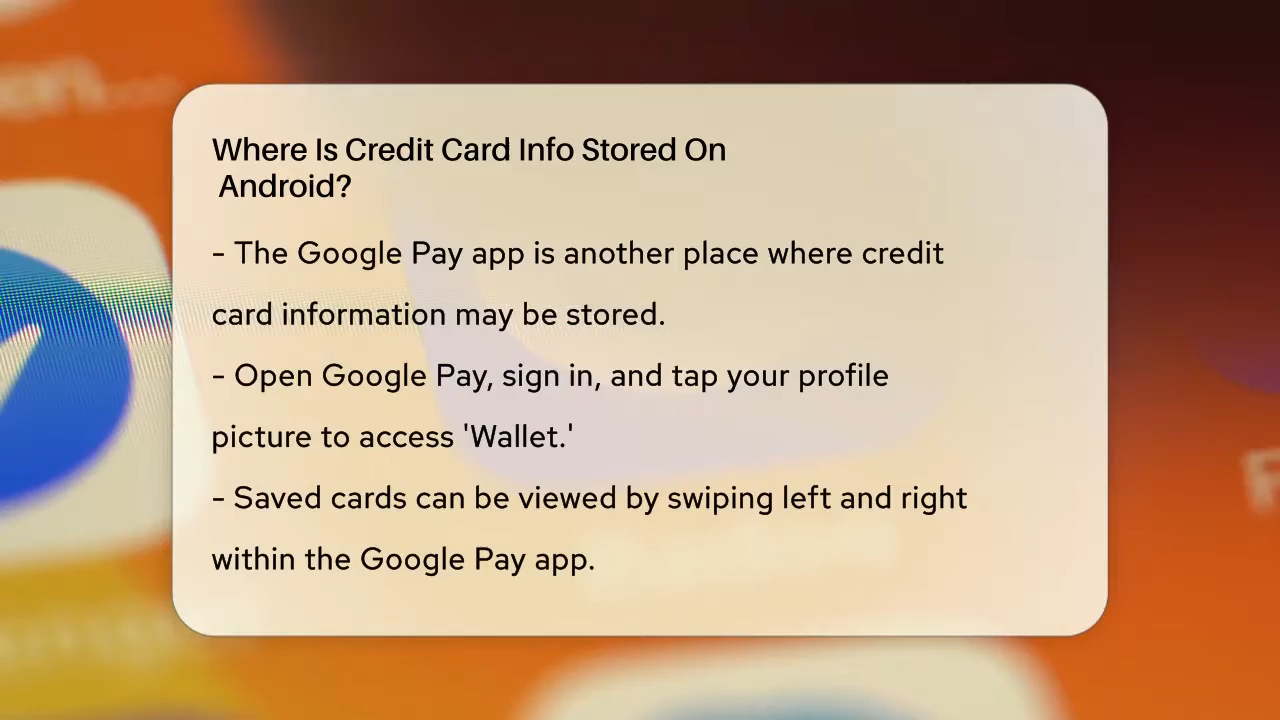 Where Is Credit Card Info Stored On
Android?
- The Google Pay app is another place where credit
card information may be stored.
- Open Google Pay, sign in, and tap your profile
picture to access 'Wallet.'
- Saved cards can be viewed by swiping left and right
within the Google Pay app.